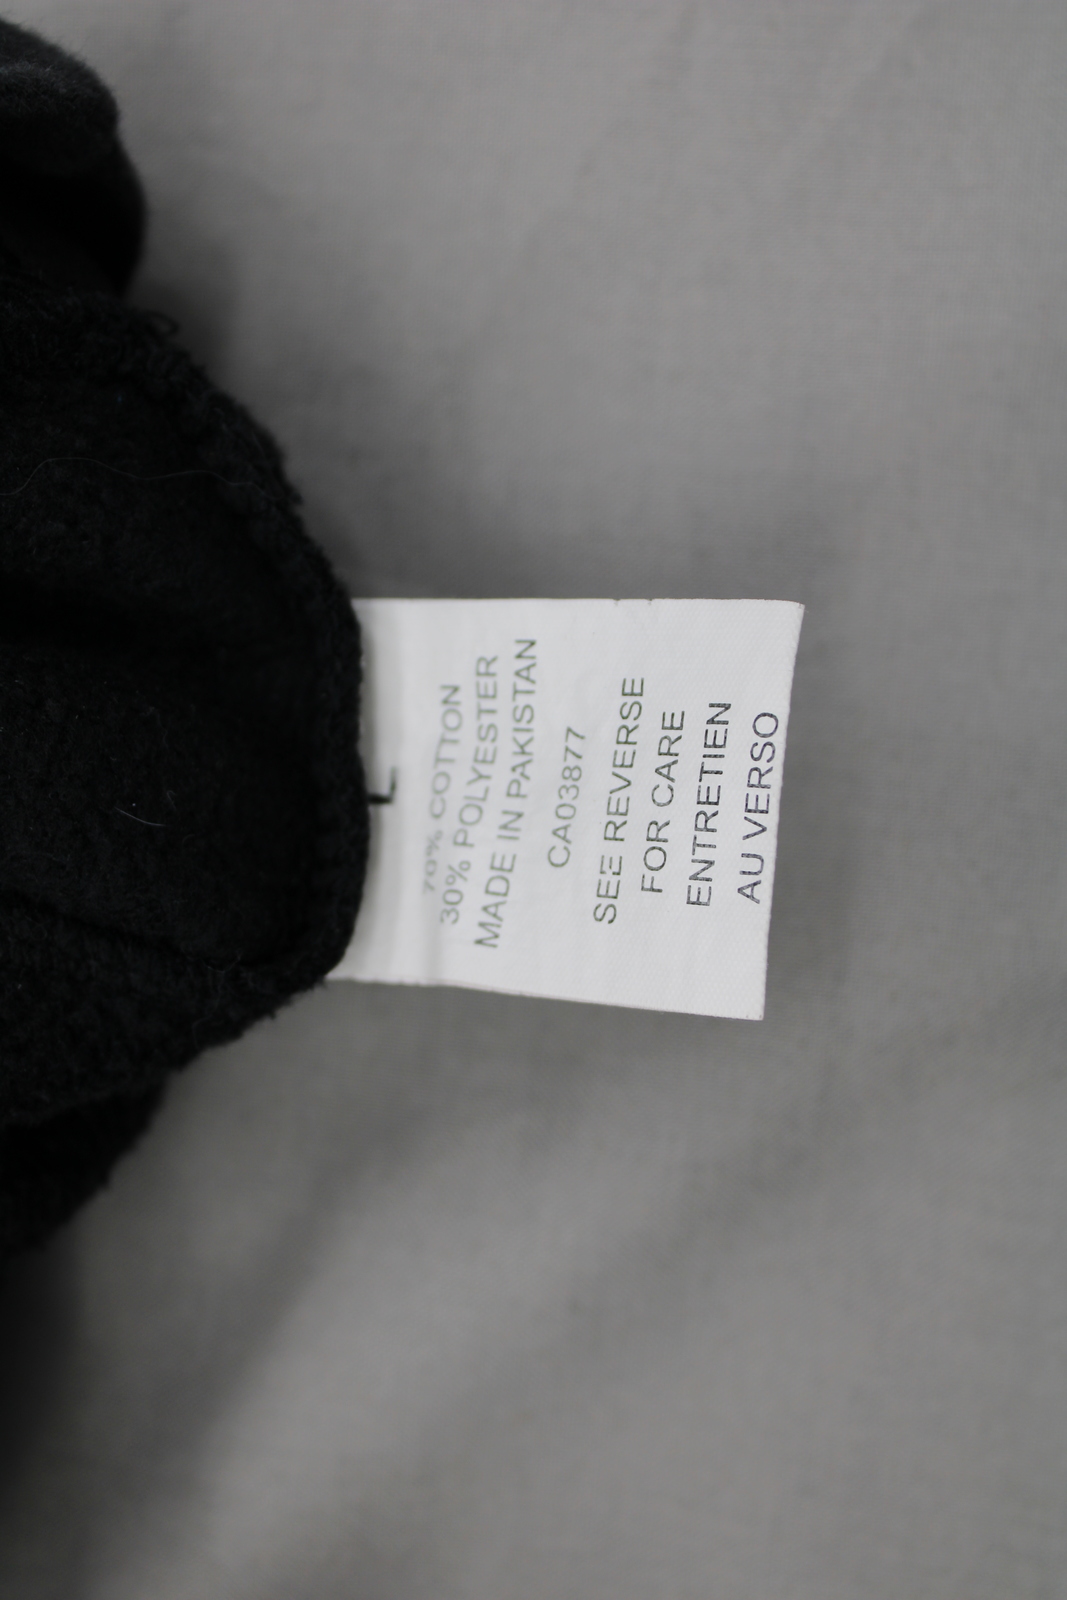 L
70% COTTON
30% POLYESTER
MADE IN PAKISTAN
CA03877
SEE REVERSE
FOR CARE
ENTRETIEN
AU VERSO